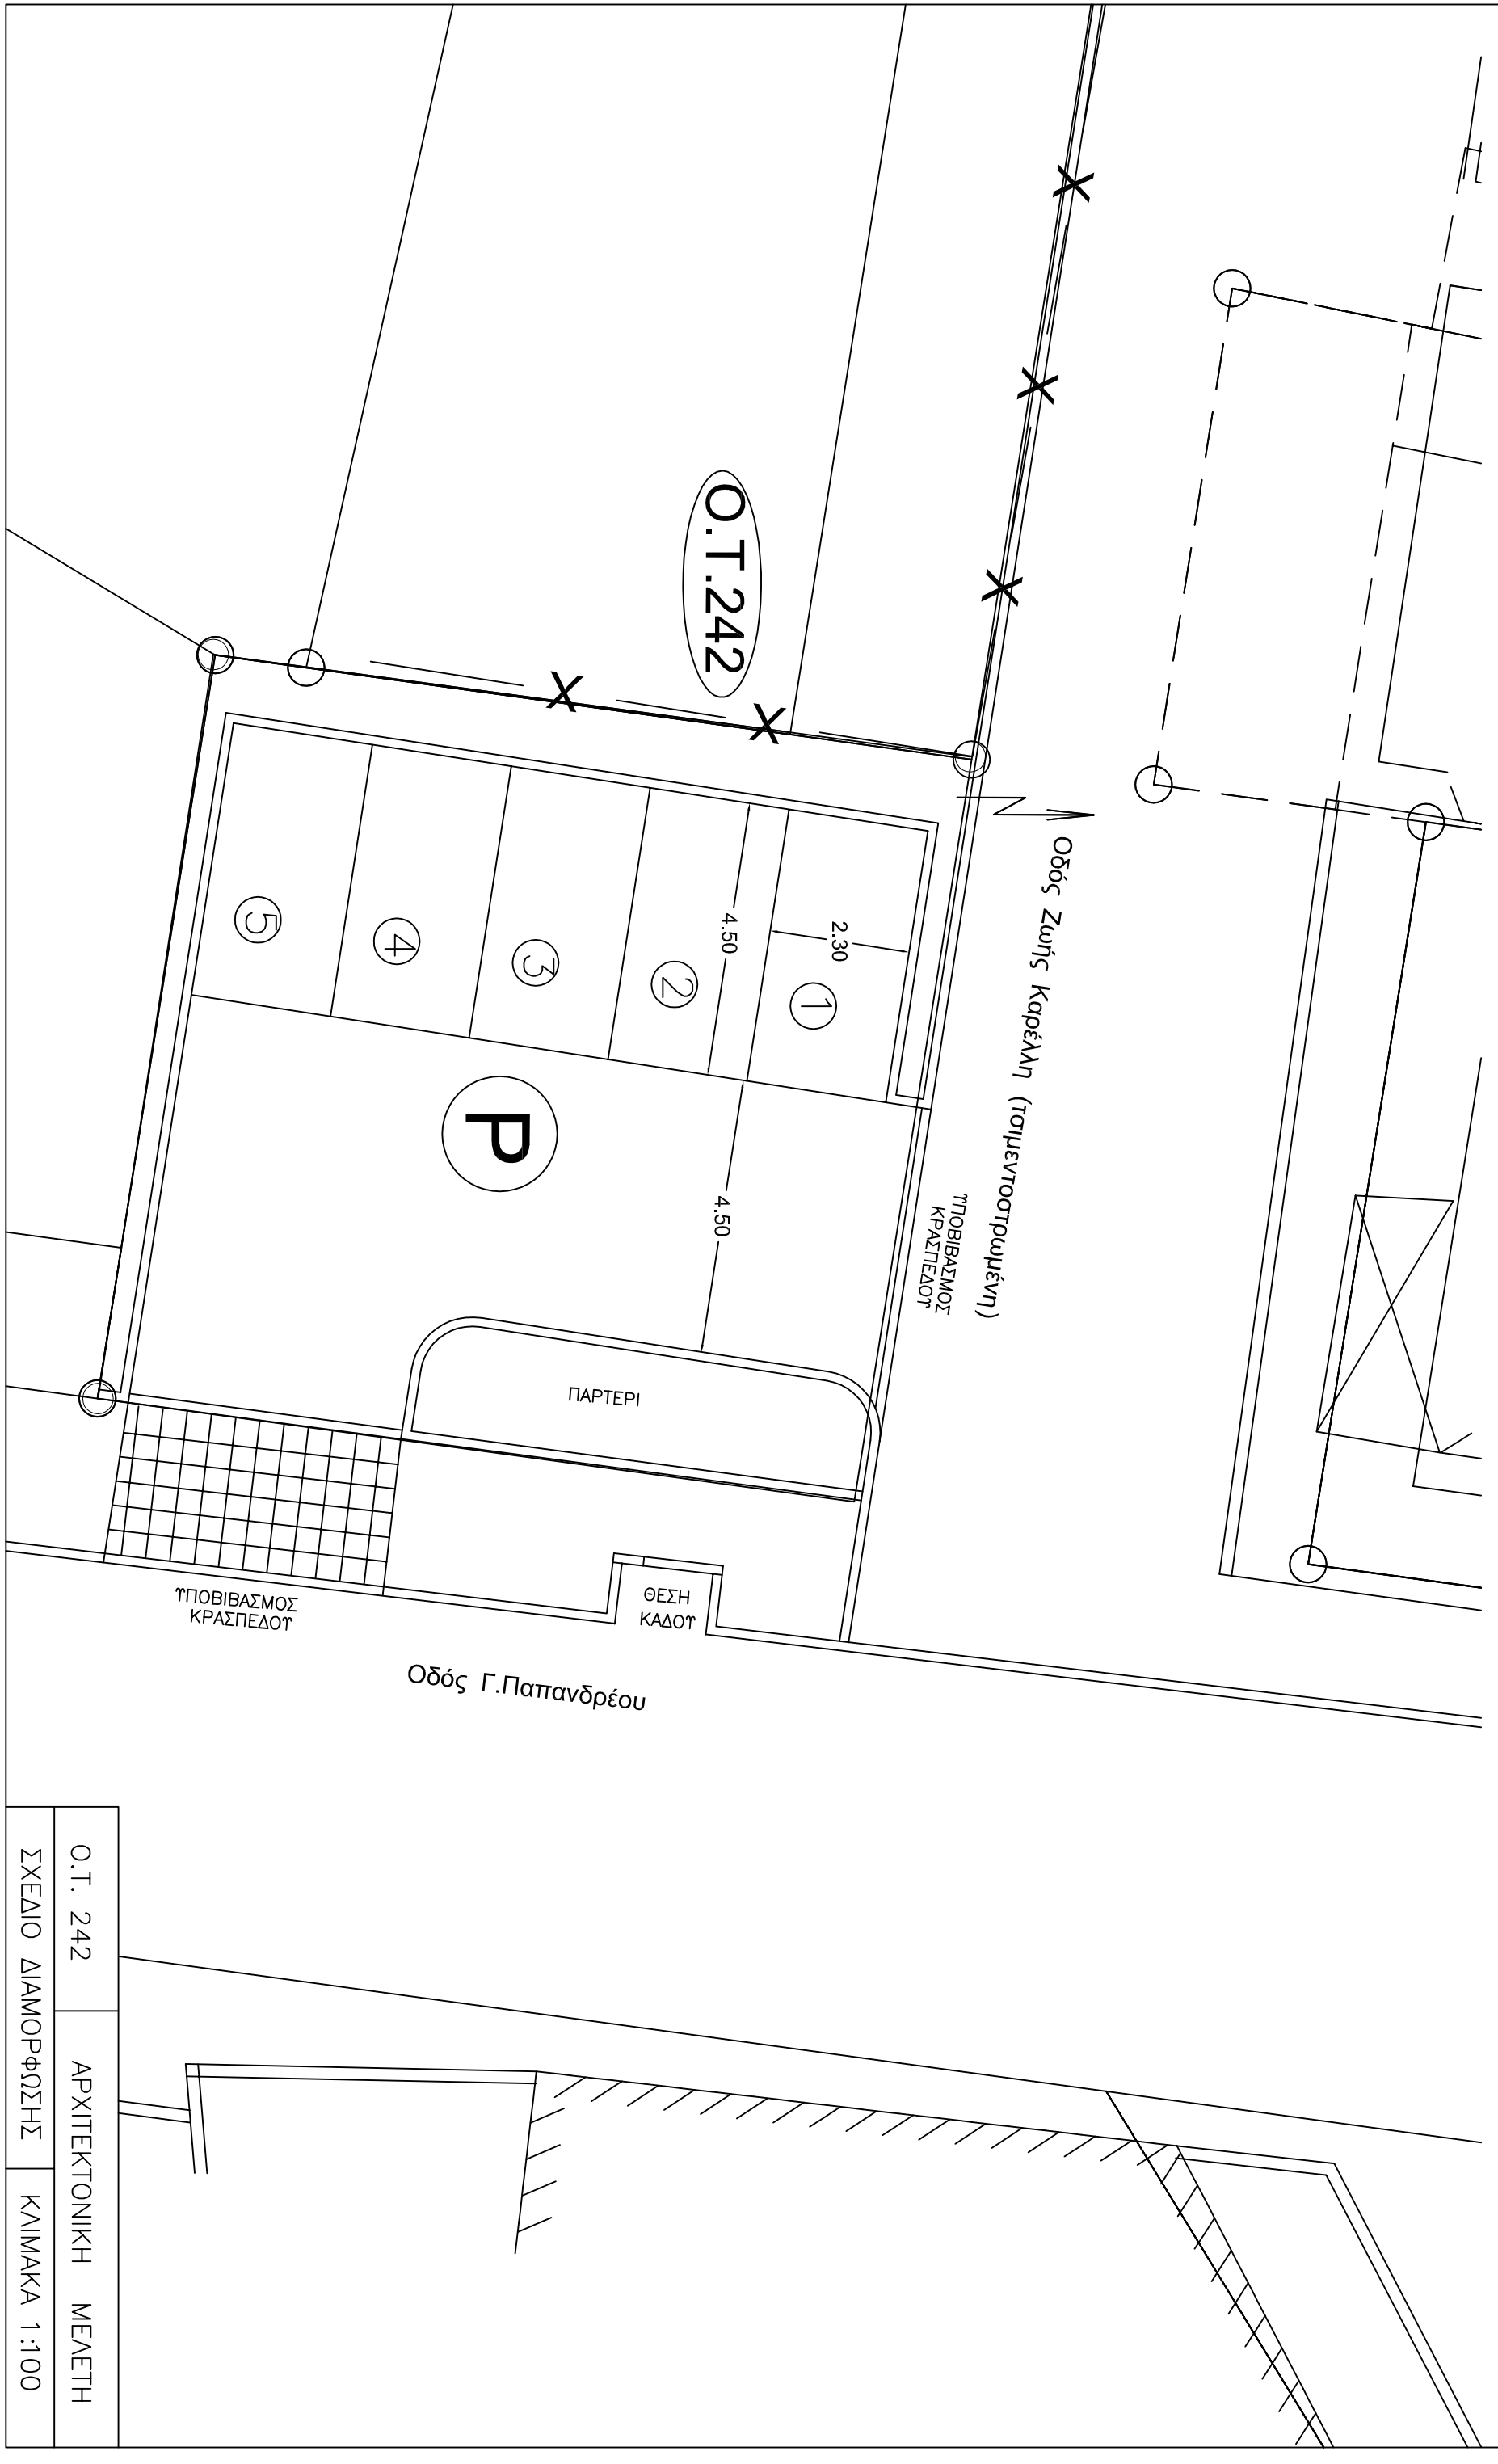 Ο.Τ.242
Οδός Ζωής Καρέλλη (τσιμεντοστρωμένη)
ΥΠΟΒΙΒΑΣΜΟΣ
ΚΡΑΣΠΕΔΟΥ
2.30
4.50
1
2
3
4
5
4.50
P
ΠΑΡΤΕΡΙ
ΘΕΣΗ
ΚΑΔΟΥ
ΥΠΟΒΙΒΑΣΜΟΣ
ΚΡΑΣΠΕΔΟΥ
Οδός Γ.Παπανδρέου
Ο.Τ. 242
ΑΡΧΙΤΕΚΤΟΝΙΚΗ ΜΕΛΕΤΗ
ΣΧΕΔΙΟ ΔΙΑΜΟΡΦΩΣΗΣ
ΚΛΙΜΑΚΑ 1:100